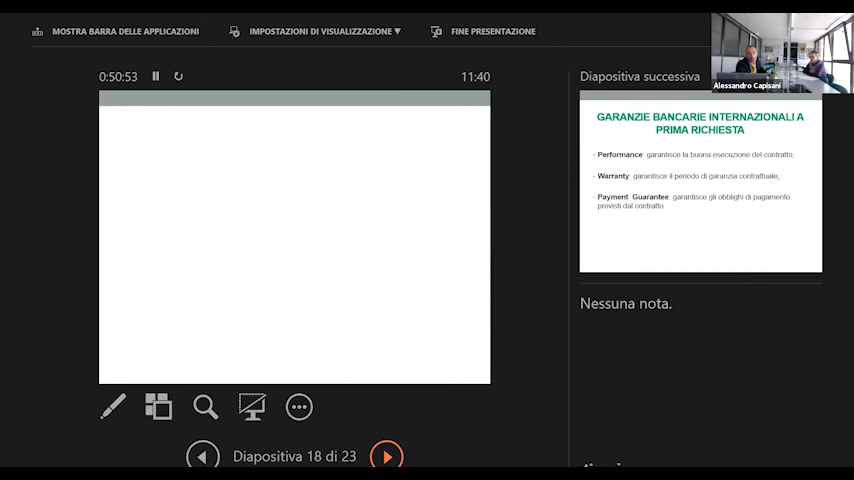 MOSTRA BARRA DELLE APPLICAZIONI
IMPOSTAZIONI DI VISUALIZZAZIONE ▼
FINE PRESENTAZIONE
0:50:53
11:40
Diapositiva successiva
Alessandro Capisani
GARANZIE BANCARIE INTERNAZIONALI A
PRIMA RICHIESTA
- Performance: garantisce la buona esecuzione del contratto;
- Warranty: garantisce il periodo di garanzia contrattuale;
- Payment Guarantee: garantisce gli obblighi di pagamento
previsti dal contratto
Nessuna nota.
Diapositiva 18 di 23